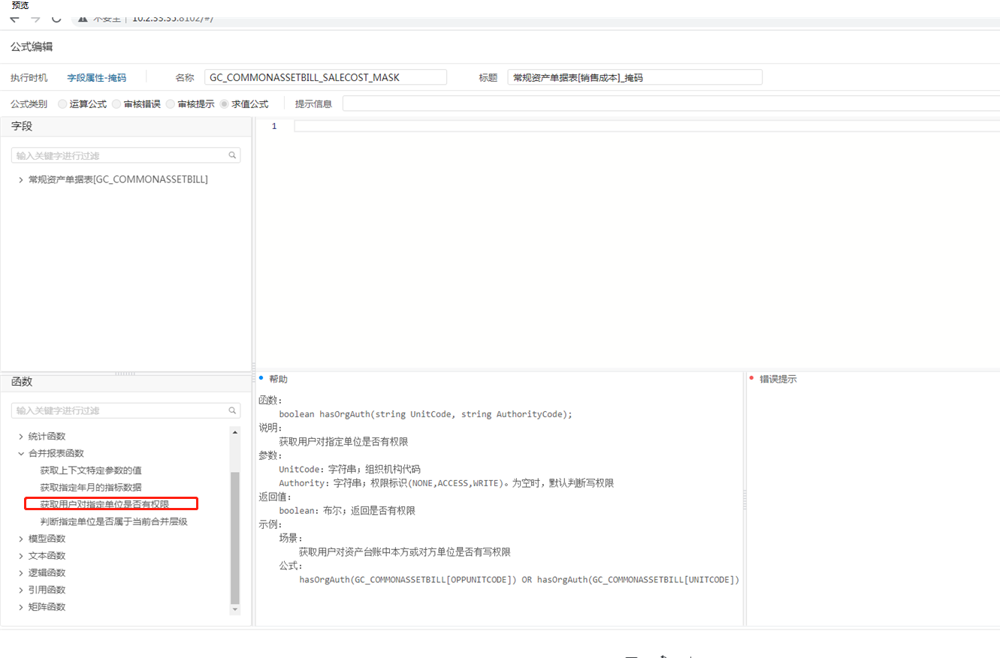 预览
不安全 | 10.2.33.35:8102/#/
公式编辑
执行时机 字段属性-掩码 名称 GC_COMMONASSETBILL_SALECOST_MASK 标题 常规资产单据表[销售成本]_掩码
公式类别 运算公式 审核错误 审核提示 求值公式 提示信息
字段
1
输入关键字进行过滤
常规资产单据表[GC_COMMONASSETBILL]
函数
输入关键字进行过滤
统计函数
合并报表函数
获取上下文特定参数的值
获取指定年月的指标数据
获取用户对指定单位是否有权限
判断指定单位是否属于当前合并层级
模型函数
文本函数
逻辑函数
引用函数
矩阵函数
帮助
函数：
boolean hasOrgAuth(string UnitCode, string AuthorityCode);
说明：
获取用户对指定单位是否有权限
参数：
UnitCode：字符串；组织机构代码
Authority：字符串；权限标识(NONE,ACCESS,WRITE)。为空时，默认判断写权限
返回值：
boolean：布尔；返回是否有权限
示例：
场景：
获取用户对资产台账中本方或对方单位是否有写权限
公式：
hasOrgAuth(GC_COMMONASSETBILL[OPPUNITCODE]) OR hasOrgAuth(GC_COMMONASSETBILL[UNITCODE])
错误提示